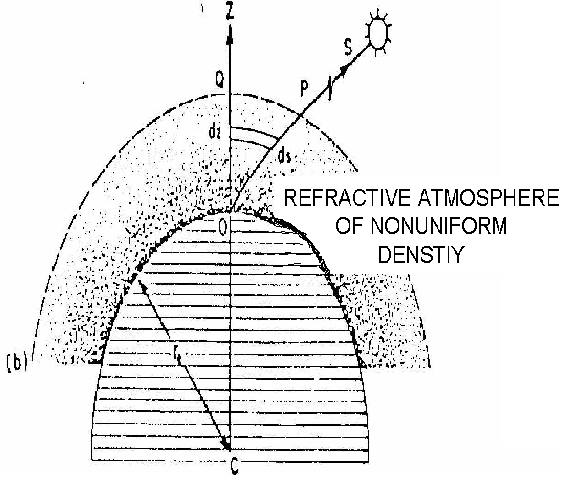 Z
S
Q
P
dz
ds
REFRACTIVE ATMOSPHERE
OF NONUNIFORM
DENSTIY
O
(b)
C